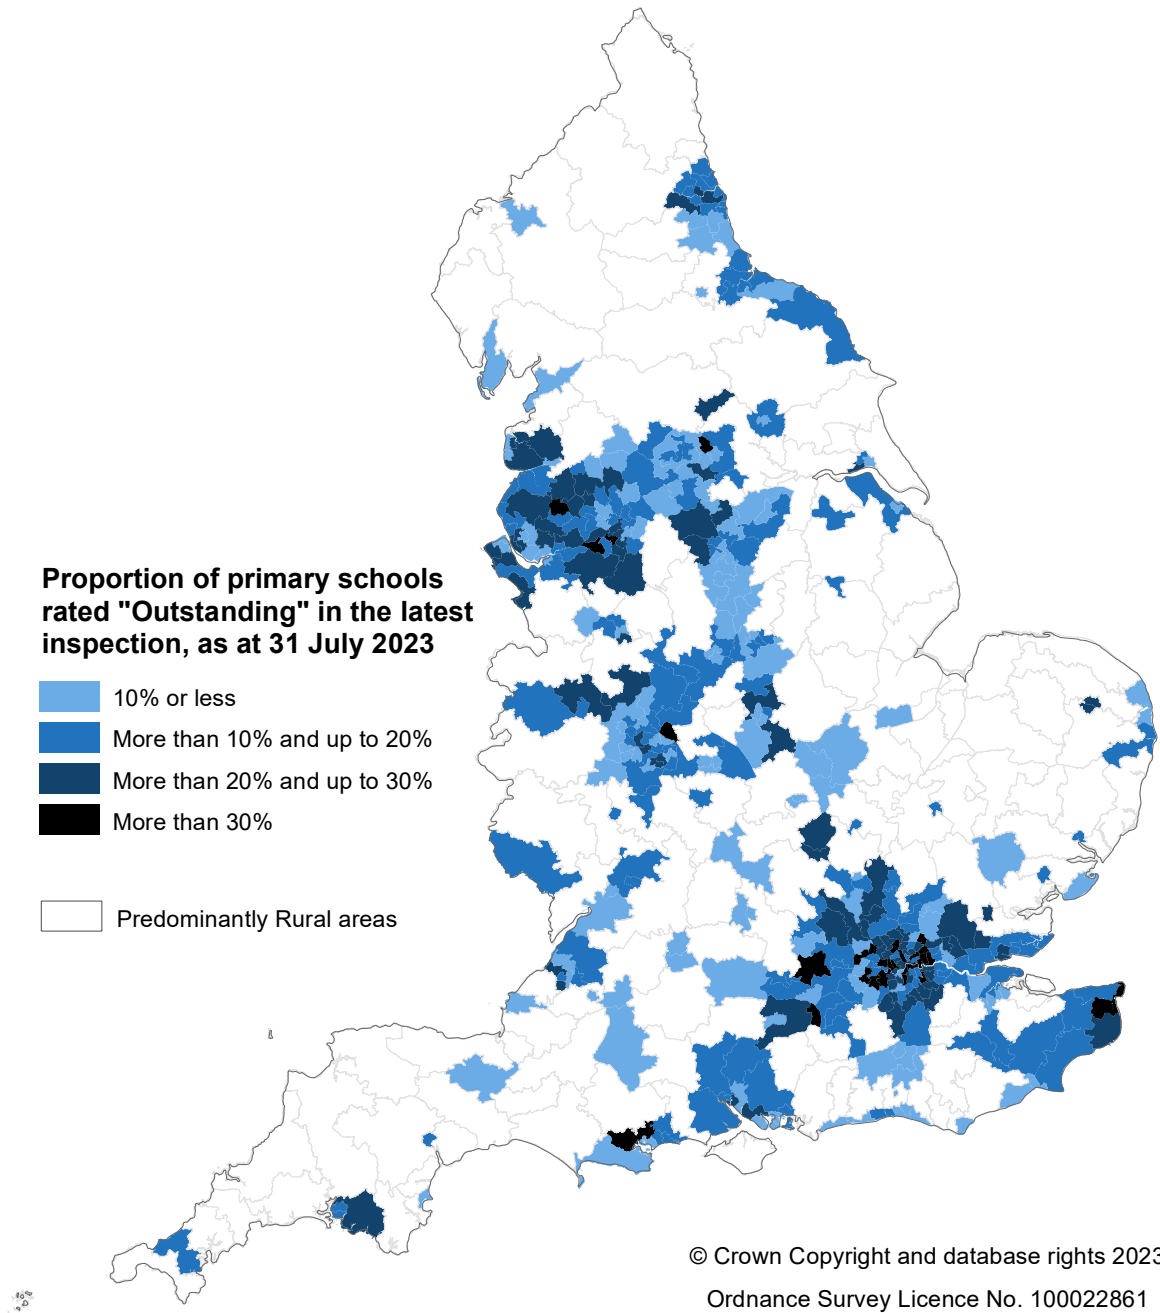 Proportion of primary schools
rated "Outstanding" in the latest
inspection, as at 31 July 2023
10% or less
More than 10% and up to 20%
More than 20% and up to 30%
More than 30%
Predominantly Rural areas
© Crown Copyright and database rights 2023
Ordnance Survey Licence No. 100022861